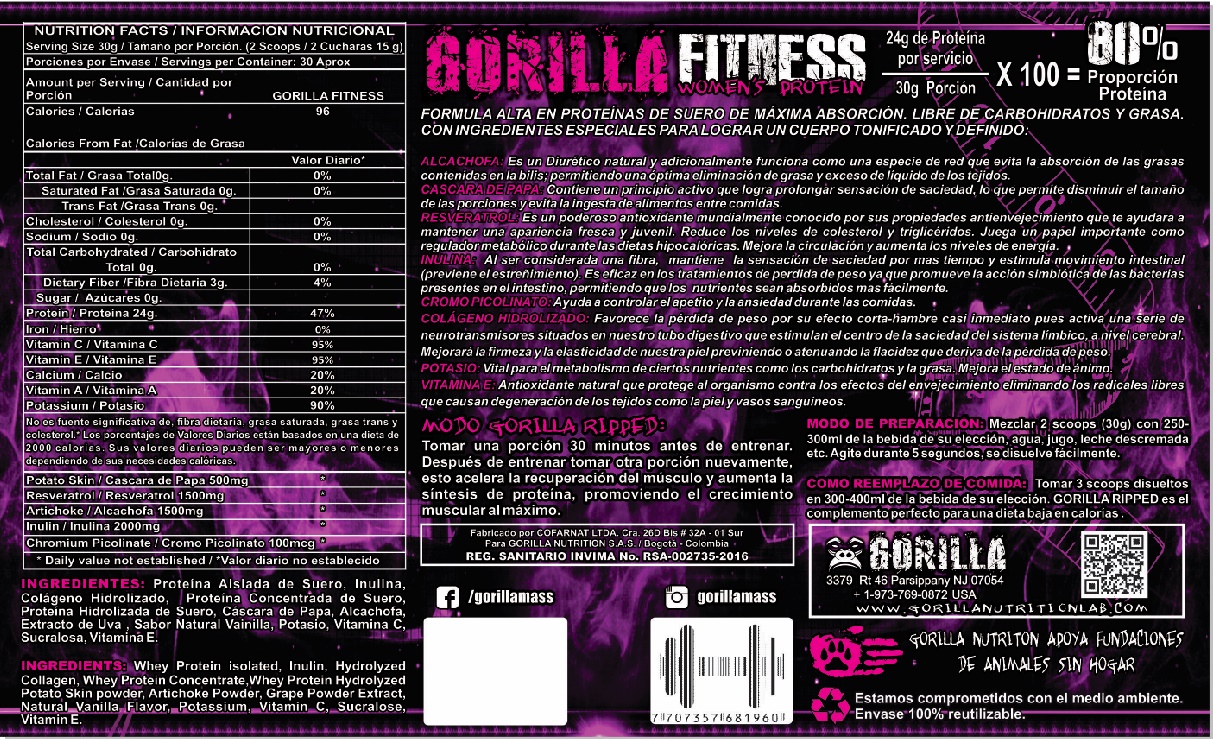 NUTRITION FACTS / INFORMACION NUTRICIONAL
Serving Size 30g / Tamano por Porción. (2 Scoops / 2 Cucharas 15 g)
Porciones por Envase / Servings per Container: 30 Aprox
Amount per Serving / Cantidad por
Porción GORILLA FITNESS
Calories / Calorías 96
Calories From Fat /Calorías de Grasa
Valor Diario*
Total Fat / Grasa Total0g. 0%
Saturated Fat /Grasa Saturada 0g. 0%
Trans Fat /Grasa Trans 0g.
Cholesterol / Colesterol 0g. 0%
Sodium / Sodio 0g. 0%
Total Carbohydrated / Carbohidrato
Total 0g. 0%
Dietary Fiber /Fibra Dietaria 3g. 4%
Sugar / Azúcares 0g.
Protein / Proteina 24g. 47%
Iron / Hierro 0%
Vitamin C / Vitamina C 95%
Vitamin E / Vitamina E 95%
Calcium / Calcio 20%
Vitamin A / Vitamina A 20%
Potassium / Potasio 90%
No es fuente significativa de, fibra dietaria, grasa saturada, grasa trans y
colesterol.* Los porcentajes de Valores Diarios están basados en una dieta de
2000 calorías. Sus valores diarios puedan ser mayores o menores
dependiendo de sus necesidades calóricas.
Potato Skin / Cascara de Papa 500mg *
Resveratrol / Resveratrol 1500mg *
Artichoke / Alcachofa 1500mg *
Inulin / Inulina 2000mg *
Chromium Picolinate / Cromo Picolinato 100mcg *
* Daily value not established / *Valor diario no establecido
INGREDIENTES: Proteína Aislada de Suero, Inulina,
Colágeno Hidrolizado, Proteína Concentrada de Suero,
Proteína Hidrolizada de Suero, Cáscara de Papa, Alcachofa,
Extracto de Uva , Sabor Natural Vainilla, Potasio, Vitamina C,
Sucralosa, Vitamina E.
INGREDIENTS: Whey Protein isolated, Inulin, Hydrolyzed
Collagen, Whey Protein Concentrate,Whey Protein Hydrolyzed
Potato Skin powder, Artichoke Powder, Grape Powder Extract,
Natural Vanilla Flavor, Potassium, Vitamin C, Sucralose,
Vitamin E.
GORILLA FITNESS
WOMENS PROTEIN
24g de Proteína
por servicio
30g Porción
X 100 = 80%
Proporción
Proteína
FORMULA ALTA EN PROTEÍNAS DE SUERO DE MÁXIMA ABSORCIÓN. LIBRE DE CARBOHIDRATOS Y GRASA.
CON INGREDIENTES ESPECIALES PARA LOGRAR UN CUERPO TONIFICADO Y DEFINIDO:
ALCACHOFA: Es un Diurético natural y adicionalmente funciona como una especie de red que evita la absorción de las grasas
contenidas en la bilis; permitiendo una óptima eliminación de grasa y exceso de líquido de los tejidos.
CASCARA DE PAPA: Contiene un principio activo que logra prolongar sensación de saciedad, lo que permite disminuir el tamaño
de las porciones y evita la ingesta de alimentos entre comidas.
RESVERATROL: Es un poderoso antioxidante mundialmente conocido por sus propiedades antienvejecimiento que te ayudara a
mantener una apariencia fresca y juvenil. Reduce los niveles de colesterol y triglicéridos. Juega un papel importante como
regulador metabólico durante las dietas hipocalóricas. Mejora la circulación y aumenta los niveles de energía.
INULINA: Al ser considerada una fibra, mantiene la sensación de saciedad por mas tiempo y estimula movimiento intestinal
(previene el estreñimiento). Es eficaz en los tratamientos de perdida de peso ya que promueve la acción simbiótica de las bacterias
presentes en el intestino, permitiendo que los nutrientes sean absorbidos mas fácilmente.
CROMO PICOLINATO: Ayuda a controlar el apetito y la ansiedad durante las comidas.
COLÁGENO HIDROLIZADO: Favorece la pérdida de peso por su efecto corta-hambre casi inmediato pues activa una serie de
neurotransmisores situados en nuestro tubo digestivo que estimulan el centro de la saciedad del sistema límbico, a nivel cerebral.
Mejorará la firmeza y la elasticidad de nuestra piel previniendo o atenuando la flacidez que deriva de la pérdida de peso.
POTASIO: Vital para el metabolismo de ciertos nutrientes como los carbohidratos y la grasa. Mejora el estado de ánimo.
VITAMINA E: Antioxidante natural que protege al organismo contra los efectos del envejecimiento eliminando los radicales libres
que causan degeneración de los tejidos como la piel y vasos sanguíneos.
MODO GORILLA RIPPED:
Tomar una porción 30 minutos antes de entrenar.
Después de entrenar tomar otra porción nuevamente,
esto acelera la recuperación del músculo y aumenta la
síntesis de proteína, promoviendo el crecimiento
muscular al máximo.
Fabricado por COFARNAT LTDA. Cra. 26D Bis # 32A - 01 Sur
Para GORILLA NUTRITION S.A.S. / Bogotá - Colombia
REG. SANITARIO INVIMA No. RSA-002735-2016
/gorillamass
gorillamass
7 707357 681960
MODO DE PREPARACION: Mezclar 2 scoops (30g) con 250-
300ml de la bebida de su elección, agua, jugo, leche descremada
etc. Agite durante 5 segundos, se disuelve fácilmente.
COMO REEMPLAZO DE COMIDA: Tomar 3 scoops disueltos
en 300-400ml de la bebida de su elección. GORILLA RIPPED es el
complemento perfecto para una dieta baja en calorías .
GORILLA
3379 Rt 46 Parsippany NJ 07054
+ 1-973-769-0872 USA
WWW.GORILLANUTRITICNLAB.COM
GORILLA NUTRITON APOYA FUNDACIONES
DE ANIMALES SIN HOGAR
Estamos comprometidos con el medio ambiente.
Envase 100% reutilizable.